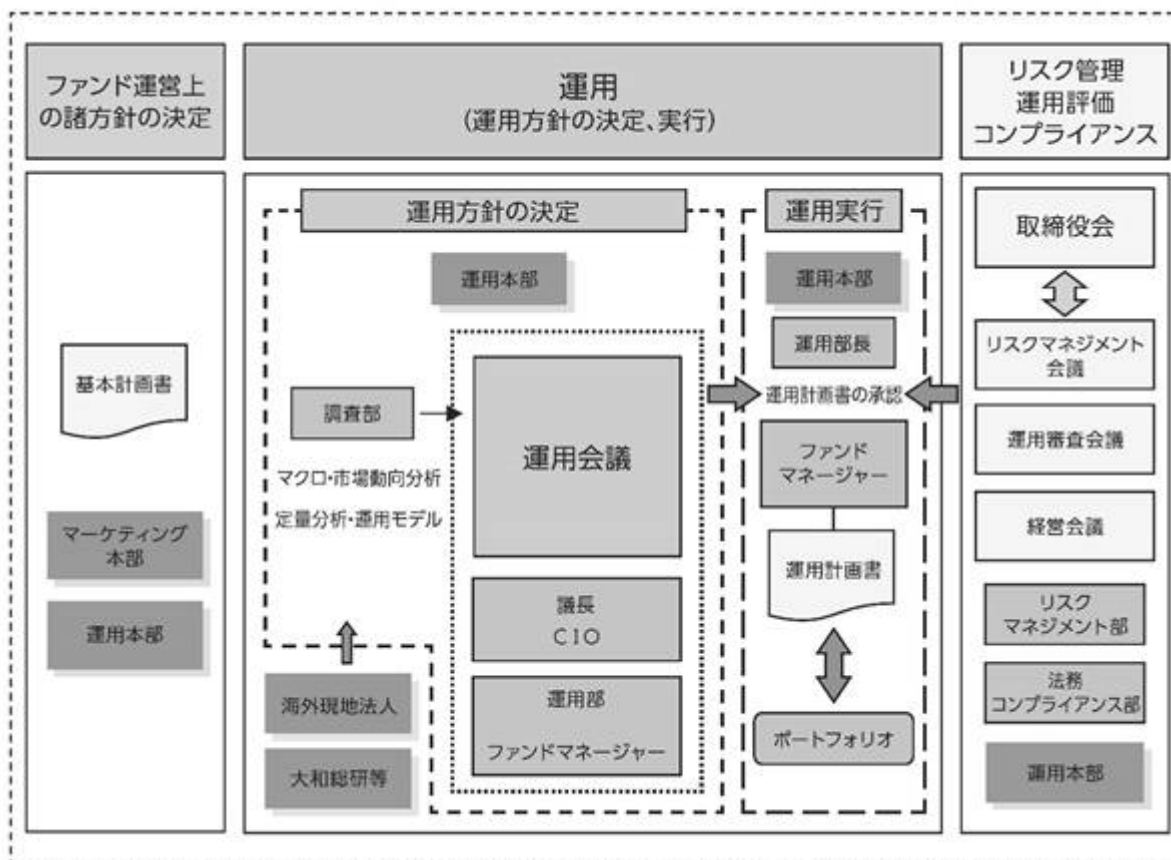 ファンド運営上
の諸方針の決定
運用
(運用方針の決定、実行)
リスク管理
運用評価
コンプライアンス
基本計画書
マーケティング
本部
運用本部
運用方針の決定
運用本部
調査部
マクロ・市場動向分析
定量分析・運用モデル
海外現地法人
大和総研等
運用会議
議長
CIO
運用部
ファンドマネージャー
運用実行
運用本部
運用部長
運用計画書の承認
ファンド
マネージャー
運用計画書
ポートフォリオ
取締役会
リスクマネジメント
会議
運用審査会議
経営会議
リスク
マネジメント部
法務
コンプライアンス部
運用本部